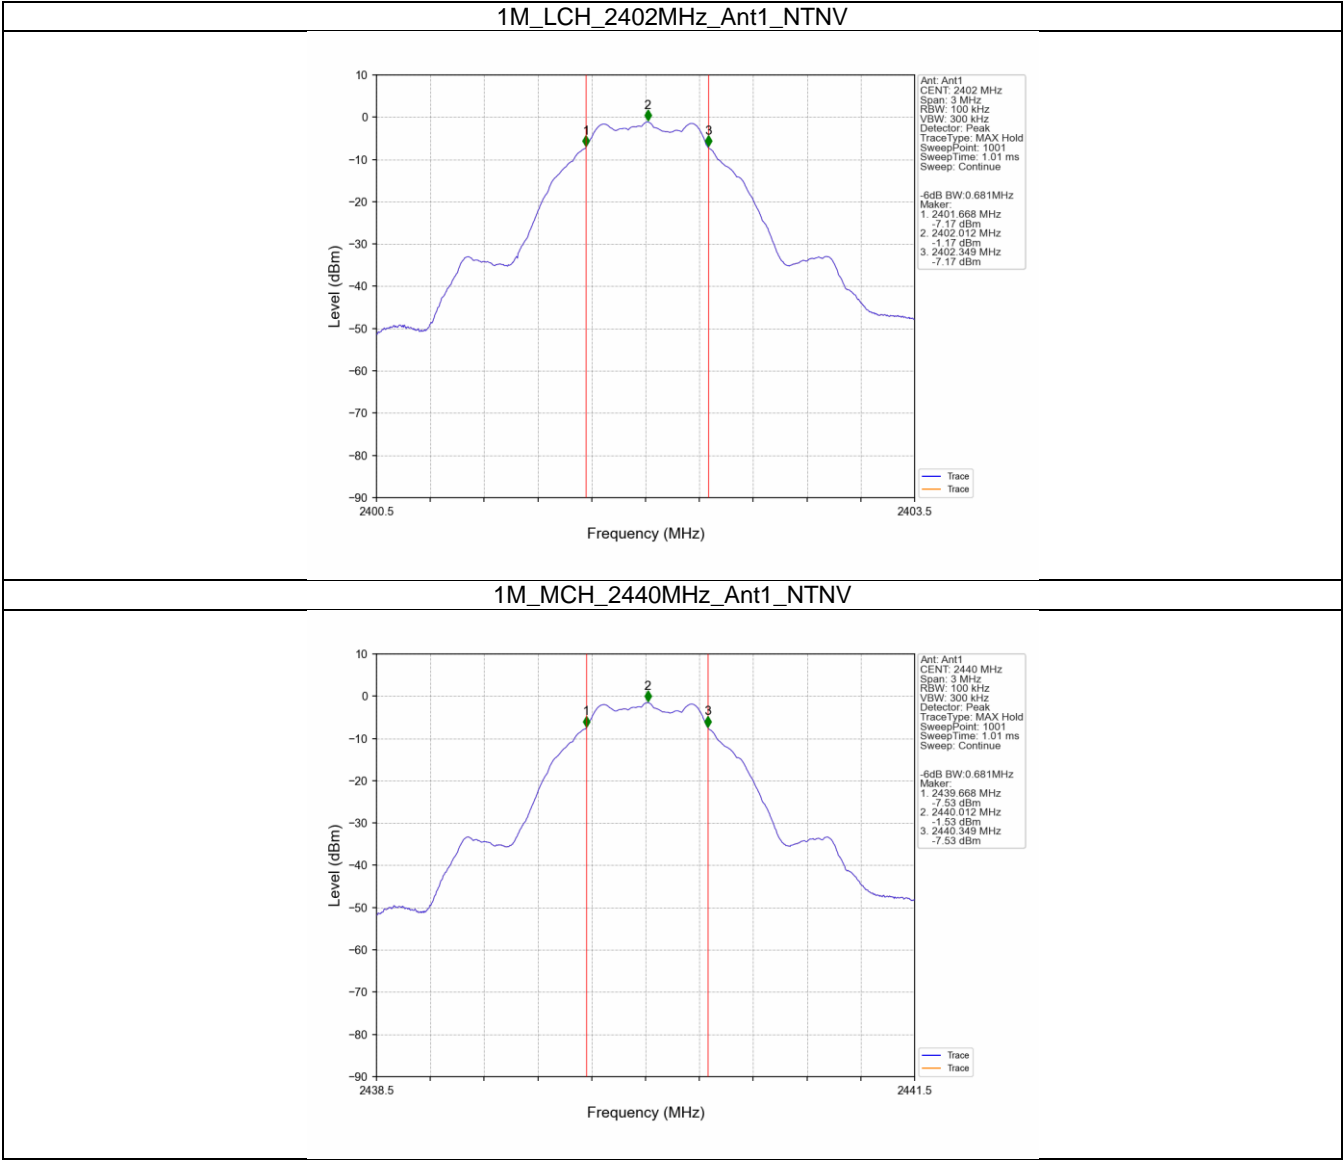 1M_LCH_2402MHz_Ant1_NTNV
10
0
−10
−20
−30
−40
−50
−60
−70
−80
−90
Level (dBm)
1
2
3
2400.5
2403.5
Frequency (MHz)
Ant: Ant1
CENT: 2402 MHz
Span: 3 MHz
RBW: 100 kHz
VBW: 300 kHz
Detector: Peak
TraceType: MAX Hold
SweepPoint: 1001
SweepTime: 1.01 ms
Sweep: Continue
-6dB BW:0.681MHz
Maker:
1. 2401.668 MHz
-7.17 dBm
2. 2402.012 MHz
-1.17 dBm
3. 2402.349 MHz
-7.17 dBm
Trace
Trace
1M_MCH_2440MHz_Ant1_NTNV
10
0
−10
−20
−30
−40
−50
−60
−70
−80
−90
Level (dBm)
1
2
3
2438.5
2441.5
Frequency (MHz)
Ant: Ant1
CENT: 2440 MHz
Span: 3 MHz
RBW: 100 kHz
VBW: 300 kHz
Detector: Peak
TraceType: MAX Hold
SweepPoint: 1001
SweepTime: 1.01 ms
Sweep: Continue
-6dB BW:0.681MHz
Maker:
1. 2439.668 MHz
-7.53 dBm
2. 2440.012 MHz
-1.53 dBm
3. 2440.349 MHz
-7.53 dBm
Trace
Trace